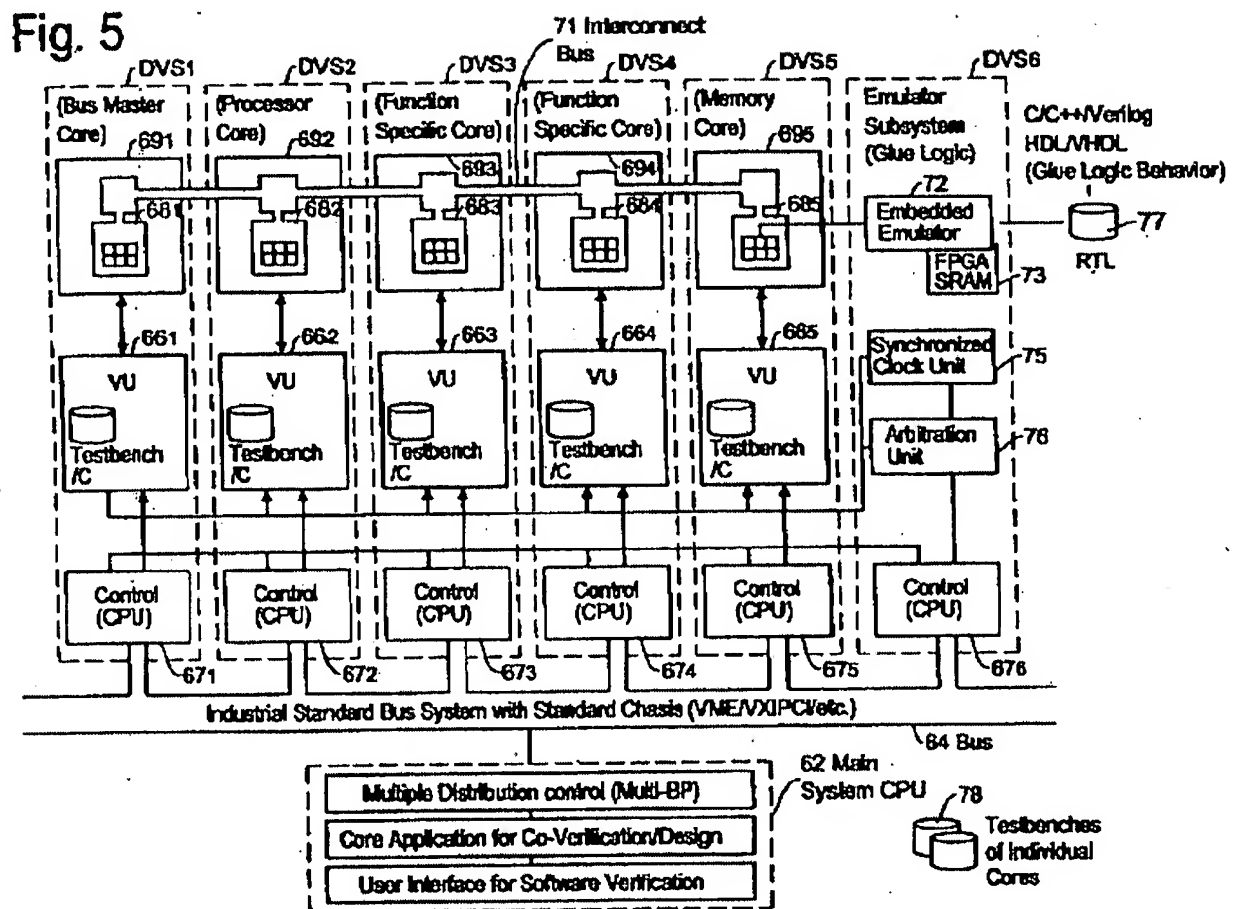 Fig. 5
71 Interconnect
Bus
DVS1
DVS2
DVS3
DVS4
DVS5
DVS6
(Bus Master
Core)
691
(Processor
Core)
692
(Function
Specific Core)
693
(Function
Specific Core)
694
(Memory
Core)
695
Emulator
Subsystem
(Glue Logic)
C/C++/Verilog
HDL/VHDL
(Glue Logic Behavior)
72
681
682
683
684
685
Embedded
Emulator
FPGA
SRAM
73
77
RTL
661
662
663
664
665
VU
Testbench
/C
VU
Testbench
/C
VU
Testbench
/C
VU
Testbench
/C
VU
Testbench
/C
Synchronized
Clock Unit
75
Arbitration
Unit
76
Control
(CPU)
Control
(CPU)
Control
(CPU)
Control
(CPU)
Control
(CPU)
Control
(CPU)
671
672
673
674
675
676
Industrial Standard Bus System with Standard Chasis (VME/VXIPCI/etc.)
64 Bus
62 Main
System CPU
Multiple Distribution control (Multi-BP)
Core Application for Co-Verification/Design
User Interface for Software Verification
78
Testbenches
of Individual
Cores